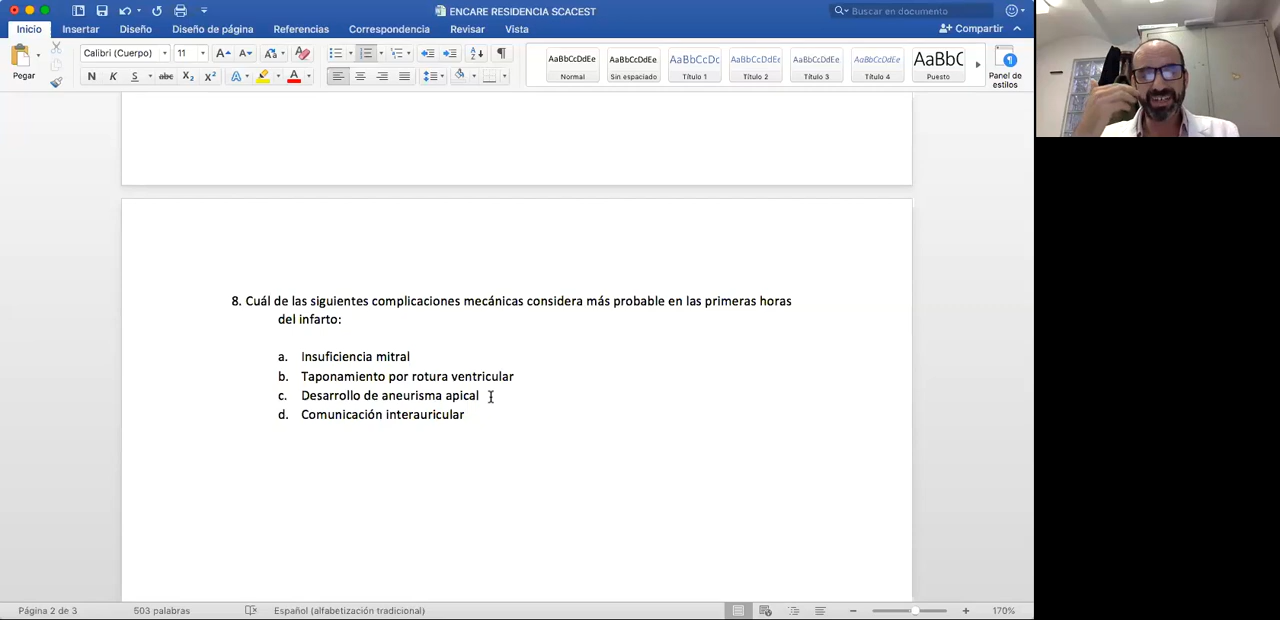 ENCARE RESIDENCIA SCACEST
Buscar en documento
Inicio
Insertar
Diseño
Diseño de página
Referencias
Correspondencia
Revisar
Vista
Compartir
Pegar
Calibri (Cuerpo)
11
AaBbCcDdEe
Normal
AaBbCcDdEe
Sin espaciado
AaBbCcDc
Título 1
AaBbCcDdEe
Título 2
AaBbCcDdEe
Título 3
AaBbCcDdEe
Título 4
AaBbC
Puesto
Panel de
estilos
N K S abc X₂ X² A A
8. Cuál de las siguientes complicaciones mecánicas considera más probable en las primeras horas
del infarto:
a. Insuficiencia mitral
b. Taponamiento por rotura ventricular
c. Desarrollo de aneurisma apical
d. Comunicación interauricular
Página 2 de 3
503 palabras
Español (alfabetización tradicional)
170%